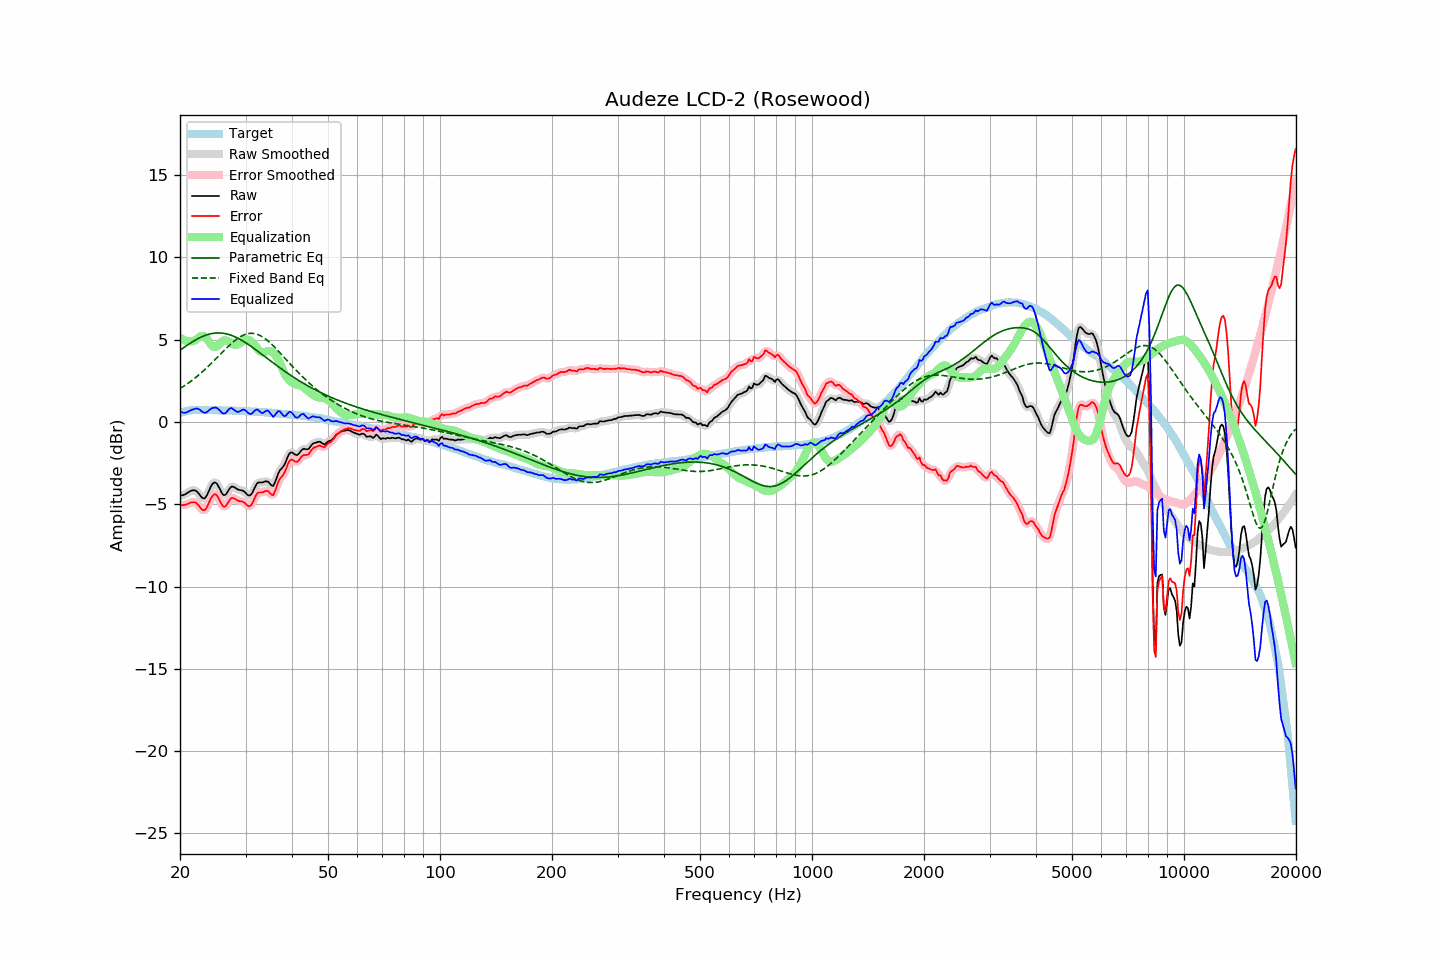 Audeze LCD-2 (Rosewood)
Target
Raw Smoothed
Error Smoothed
Raw
Error
Equalization
Parametric Eq
Fixed Band Eq
Equalized
15
10
5
0
−5
−10
−15
−20
−25
Amplitude (dBr)
20 50 100 200 500 1000 2000 5000 10000 20000
Frequency (Hz)